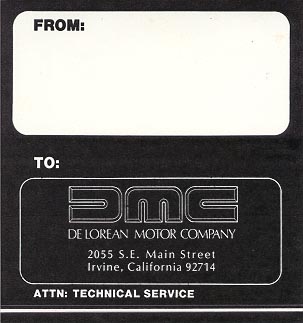 FROM:
TO:
DMC
DE LOREAN MOTOR COMPANY
2055 S.E. Main Street
Irvine, California 92714
ATTN: TECHNICAL SERVICE